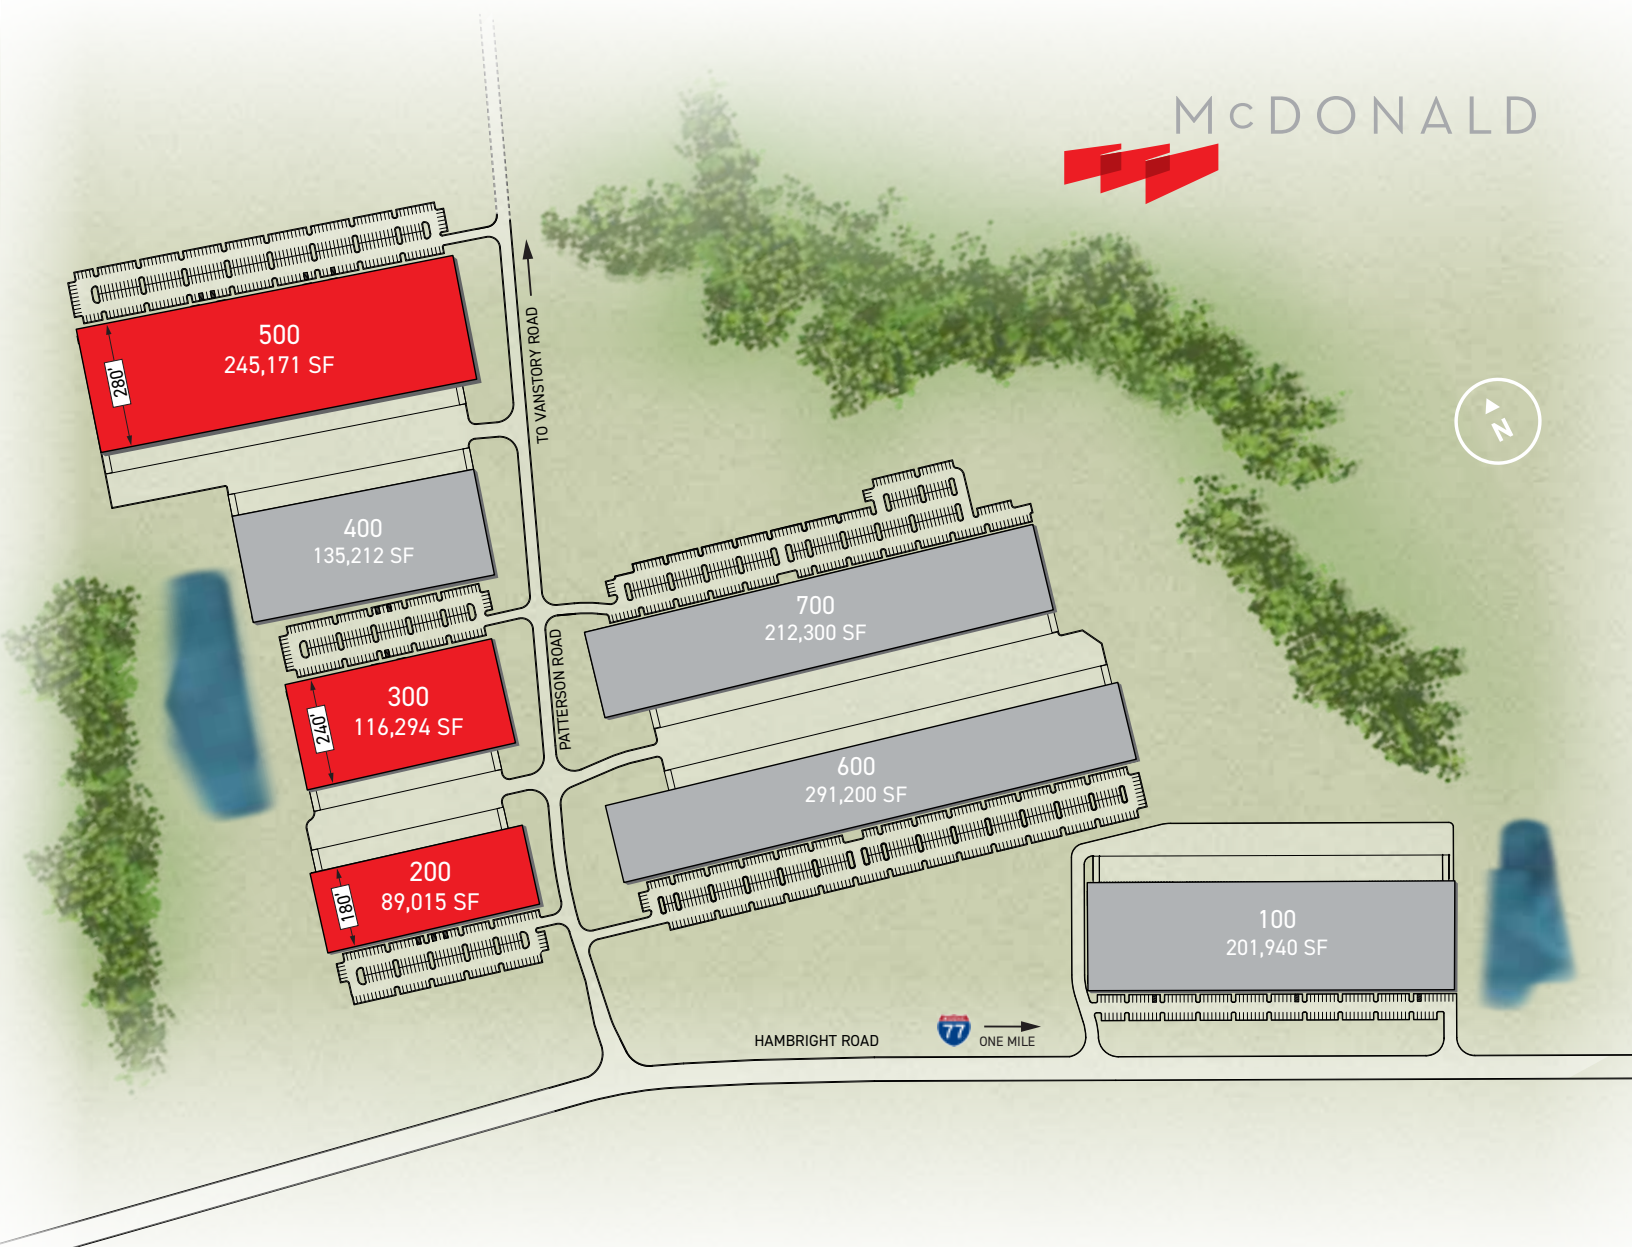 McDONALD
N
500
245,171 SF
280'
TO VANSTORY ROAD
400
135,212 SF
700
212,300 SF
PATTERSON ROAD
300
116,294 SF
240'
600
291,200 SF
200
89,015 SF
180'
100
201,940 SF
HAMBRIGHT ROAD
77
ONE MILE